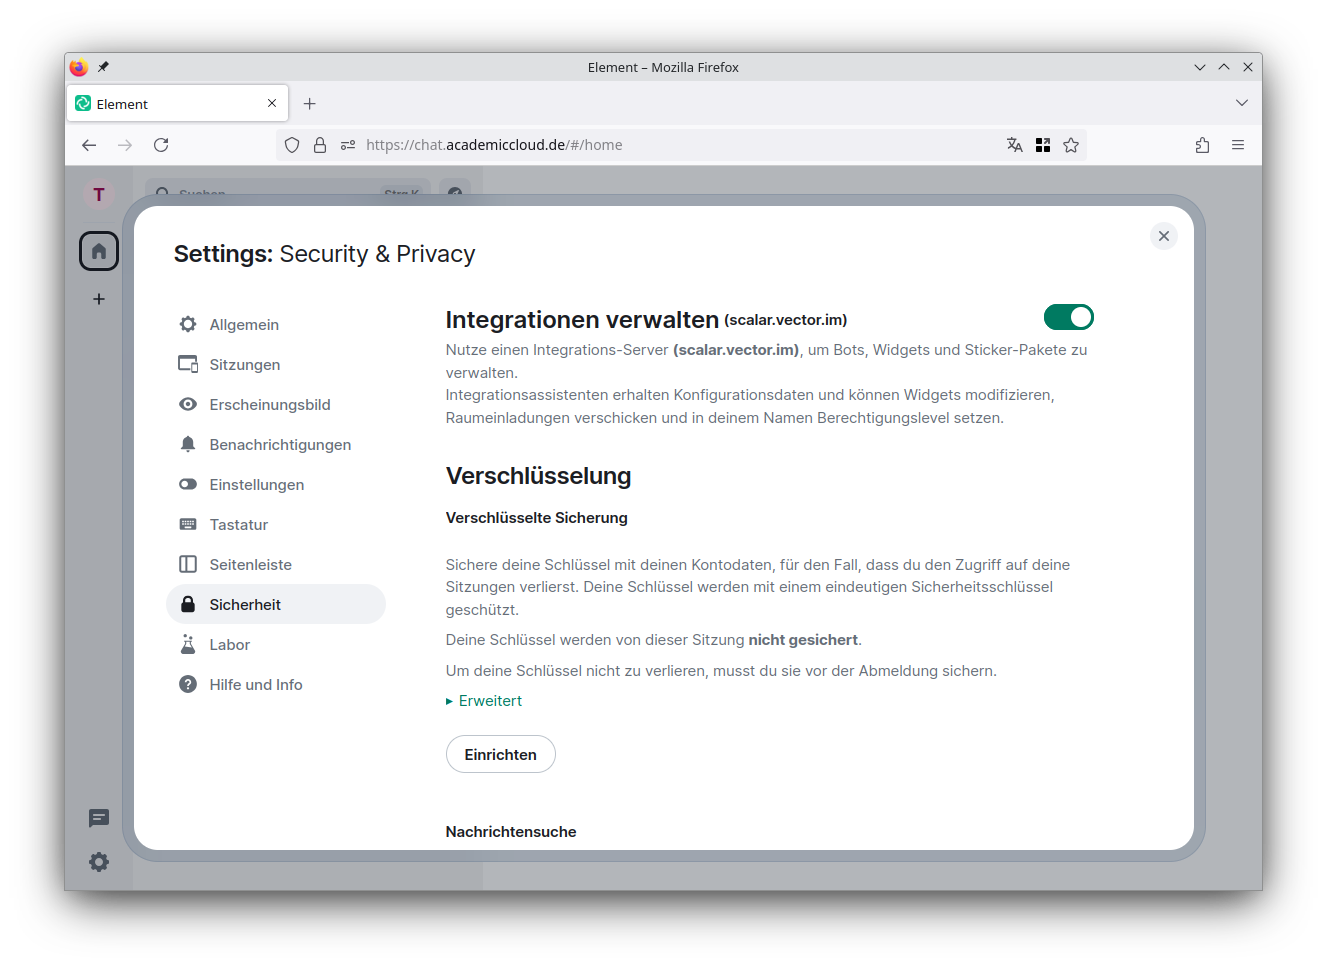 Element – Mozilla Firefox
Element
https://chat.academiccloud.de/#/home
T
Suchen
Strg K
Settings: Security & Privacy
Allgemein
Sitzungen
Erscheinungsbild
Benachrichtigungen
Einstellungen
Tastatur
Seitenleiste
Sicherheit
Labor
Hilfe und Info
Integrationen verwalten (scalar.vector.im)
Nutze einen Integrations-Server (scalar.vector.im), um Bots, Widgets und Sticker-Pakete zu
verwalten.
Integrationsassistenten erhalten Konfigurationsdaten und können Widgets modifizieren,
Raumeinladungen verschicken und in deinem Namen Berechtigungslevel setzen.
Verschlüsselung
Verschlüsselte Sicherung
Sichere deine Schlüssel mit deinen Kontodaten, für den Fall, dass du den Zugriff auf deine
Sitzungen verlierst. Deine Schlüssel werden mit einem eindeutigen Sicherheitsschlüssel
geschützt.
Deine Schlüssel werden von dieser Sitzung nicht gesichert.
Um deine Schlüssel nicht zu verlieren, musst du sie vor der Abmeldung sichern.
▸ Erweitert
Einrichten
Nachrichtensuche